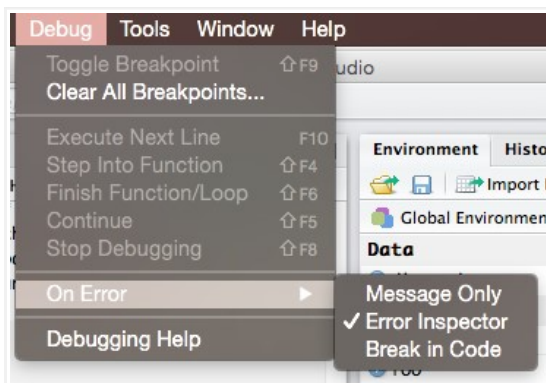 Debug Tools Window Help
Toggle Breakpoint ⇧F9
Clear All Breakpoints...
Execute Next Line F10
Step Into Function ⇧F4
Finish Function/Loop ⇧F6
Continue ⇧F5
Stop Debugging ⇧F8
On Error ▶
Message Only
✓ Error Inspector
Break in Code
Debugging Help
udio
Environment Histo
Import
Global Environmen
Data